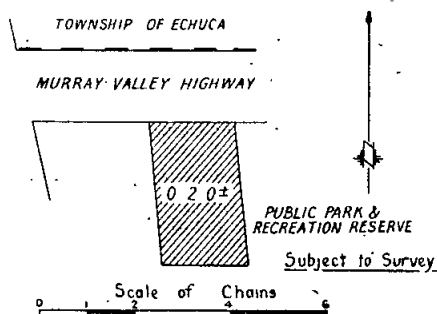 TOWNSHIP OF ECHUCA
MURRAY VALLEY HIGHWAY
0 2 0±
PUBLIC PARK &
RECREATION RESERVE
Subject to Survey
Scale of Chains
0 2 4 6